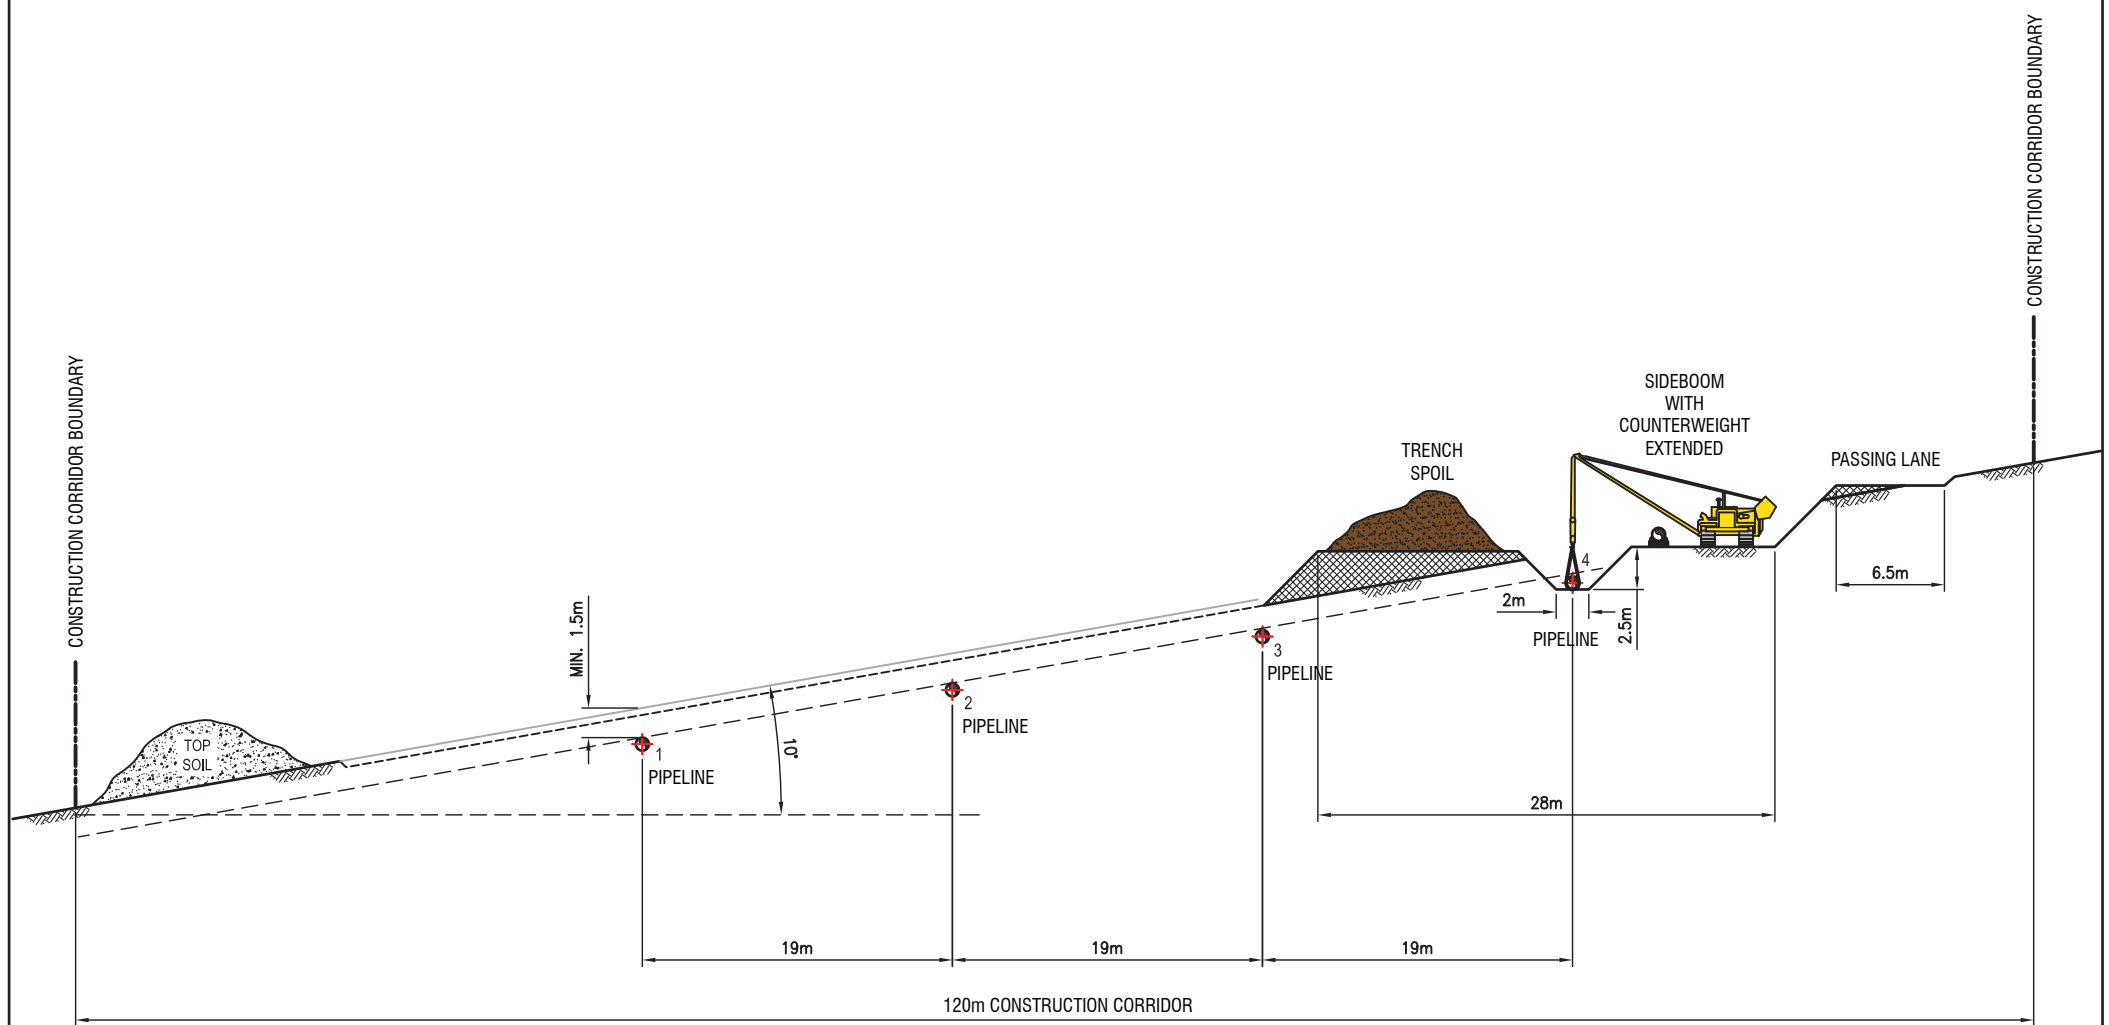 CONSTRUCTION CORRIDOR BOUNDARY
CONSTRUCTION CORRIDOR BOUNDARY
SIDEBOOM
WITH
COUNTERWEIGHT
EXTENDED
TRENCH
SPOIL
PASSING LANE
4
6.5m
2m
2.5m
PIPELINE
MIN. 1.5m
3
PIPELINE
2
PIPELINE
TOP
SOIL
1
PIPELINE
10°
28m
19m
19m
19m
120m CONSTRUCTION CORRIDOR